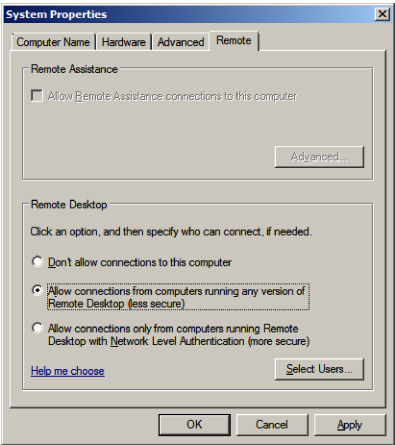 System Properties
Computer Name Hardware Advanced Remote
Remote Assistance
Allow Remote Assistance connections to this computer
Advanced...
Remote Desktop
Click an option, and then specify who can connect, if needed.
Don't allow connections to this computer
Allow connections from computers running any version of
Remote Desktop (less secure)
Allow connections only from computers running Remote
Desktop with Network Level Authentication (more secure)
Help me choose Select Users...
OK Cancel Apply